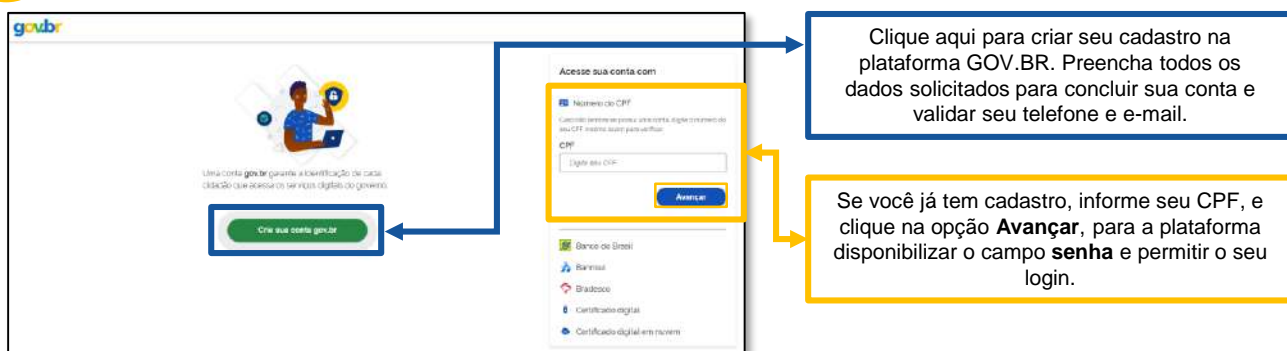 gov.br
Uma conta gov.br garante a identificação de cada
cidadão que acessa os serviços digitais do governo.
Crie sua conta gov.br
Acesse sua conta com
Número do CPF
CPF
Digite seu CPF
Avançar
Banco do Brasil
Banrisul
Bradesco
Certificado digital
Certificado digital em nuvem
Clique aqui para criar seu cadastro na
plataforma GOV.BR. Preencha todos os
dados solicitados para concluir sua conta e
validar seu telefone e e-mail.
Se você já tem cadastro, informe seu CPF, e
clique na opção Avançar, para a plataforma
disponibilizar o campo senha e permitir o seu
login.